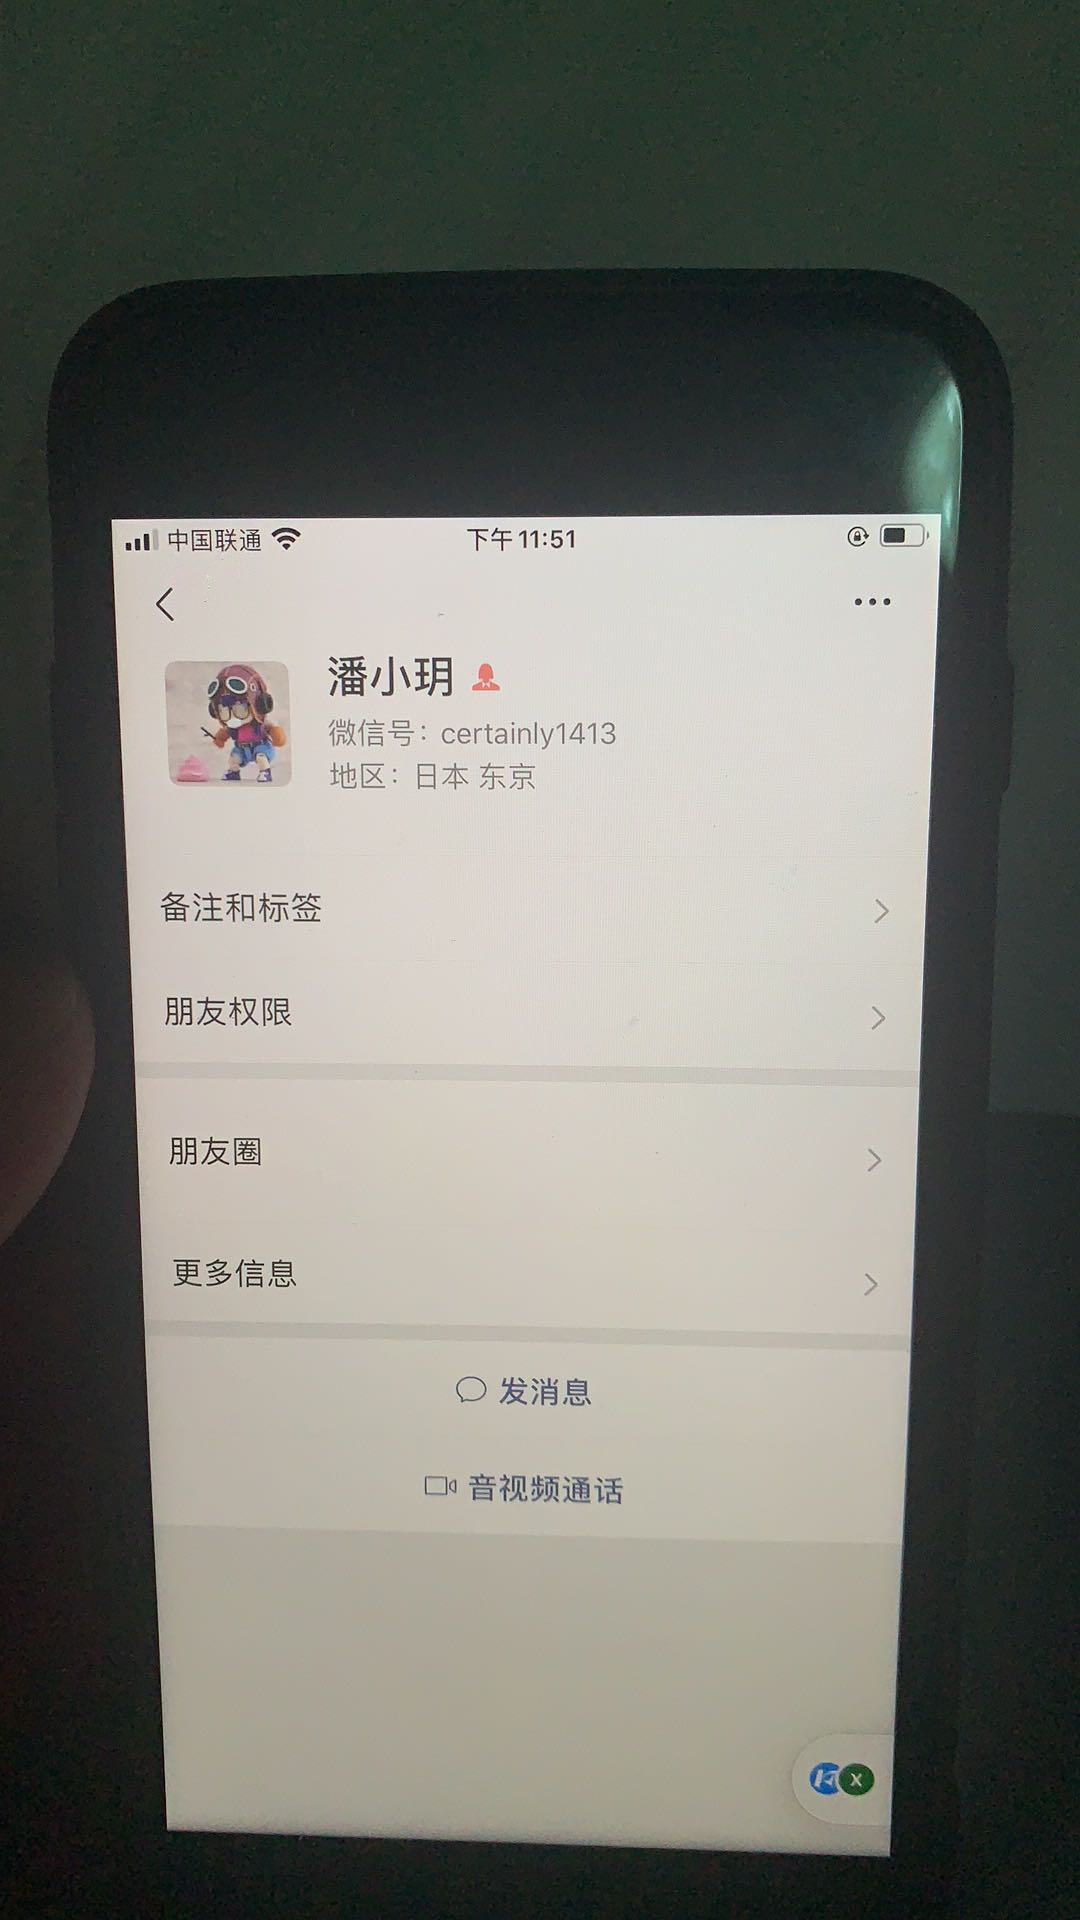 中国联通
下午11:51
潘小玥
微信号：certainly1413
地区：日本 东京
备注和标签
朋友权限
朋友圈
更多信息
发消息
音视频通话
X